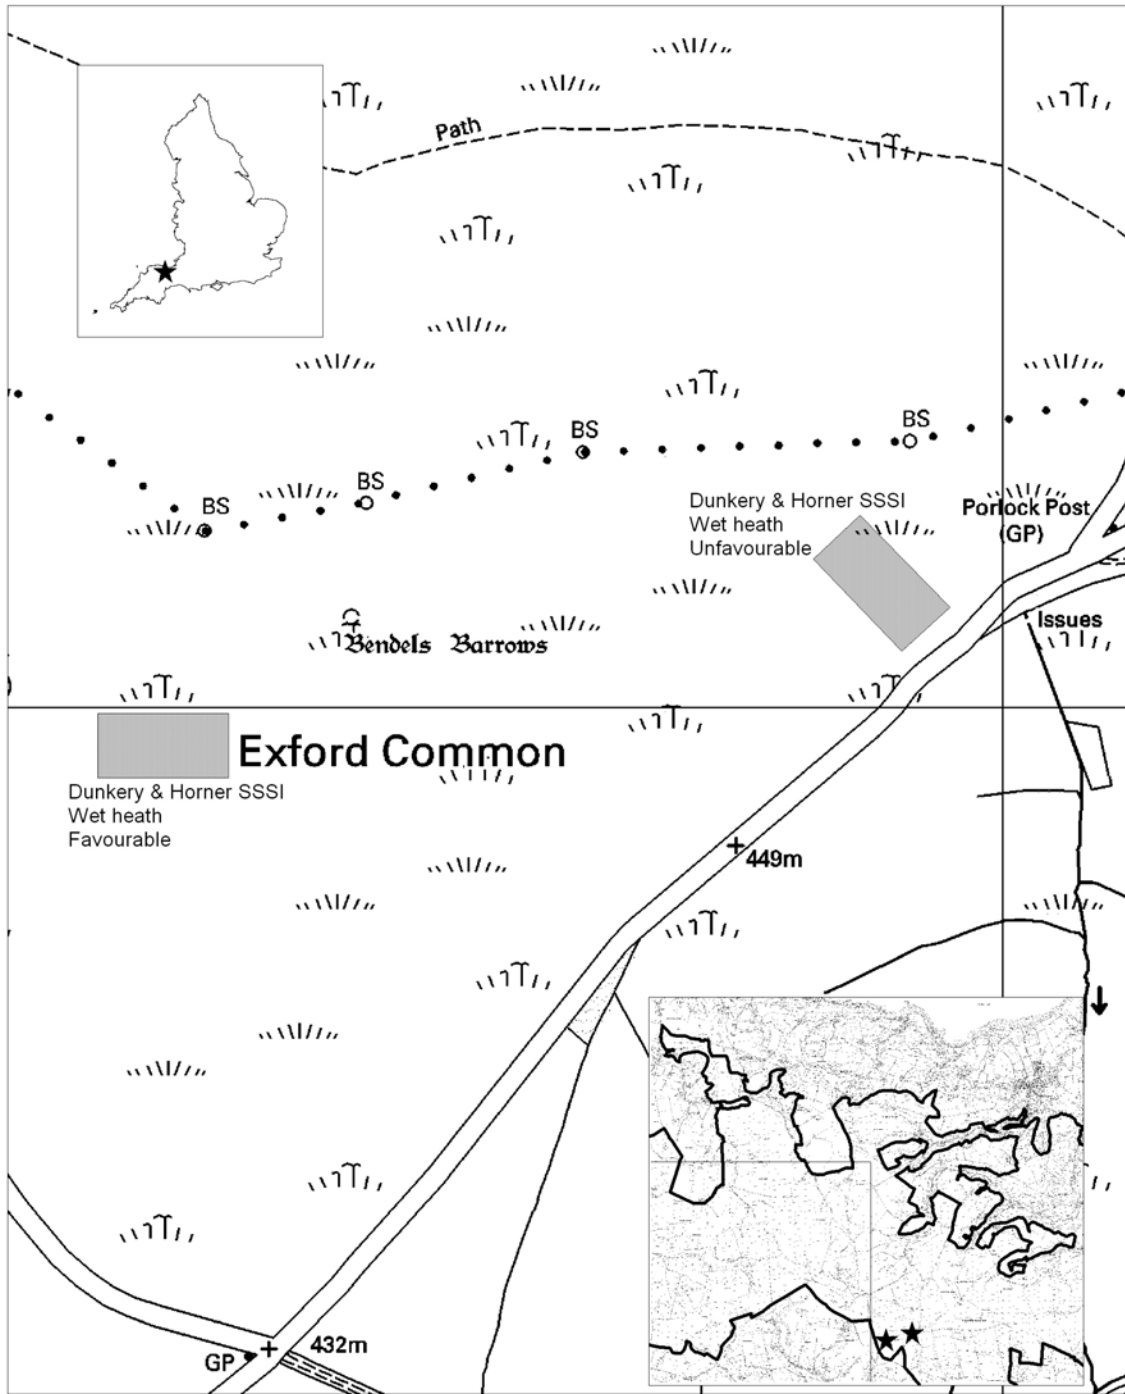 Path
BS
BS
BS
BS
Dunkery & Horner SSSI
Wet heath
Unfavourable
Porlock Post
(GP)
Issues
Bendels Barrows
Exford Common
Dunkery & Horner SSSI
Wet heath
Favourable
449m
432m
GP